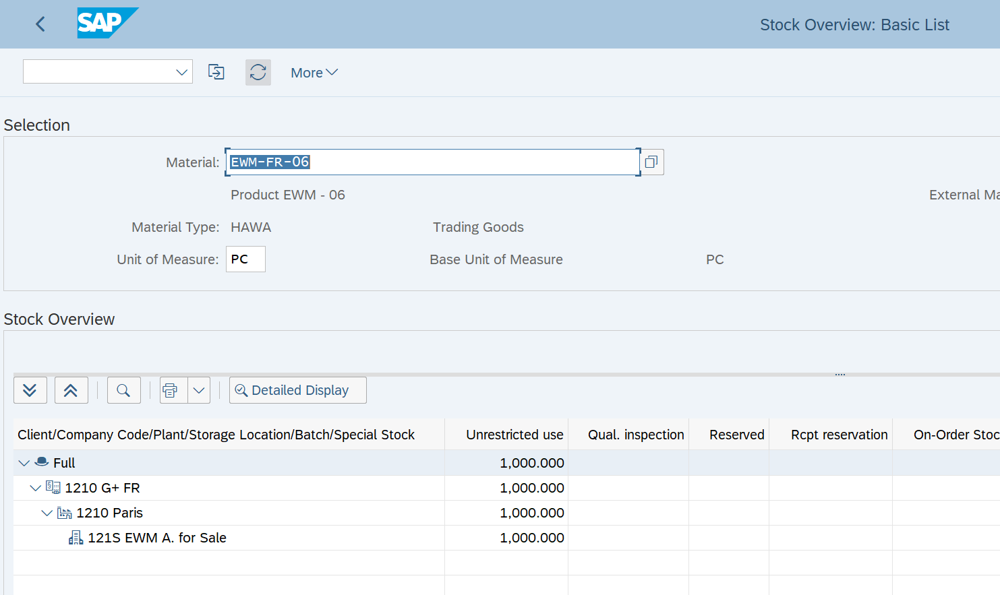 SAP
Stock Overview: Basic List
More
Selection
Material: EWM-FR-06
Product EWM - 06 External Ma
Material Type: HAWA Trading Goods
Unit of Measure: PC Base Unit of Measure PC
Stock Overview
Detailed Display
Client/Company Code/Plant/Storage Location/Batch/Special Stock Unrestricted use Qual. inspection Reserved Rcpt reservation On-Order Stoc
Full 1,000.000
1210 G+ FR 1,000.000
1210 Paris 1,000.000
121S EWM A. for Sale 1,000.000